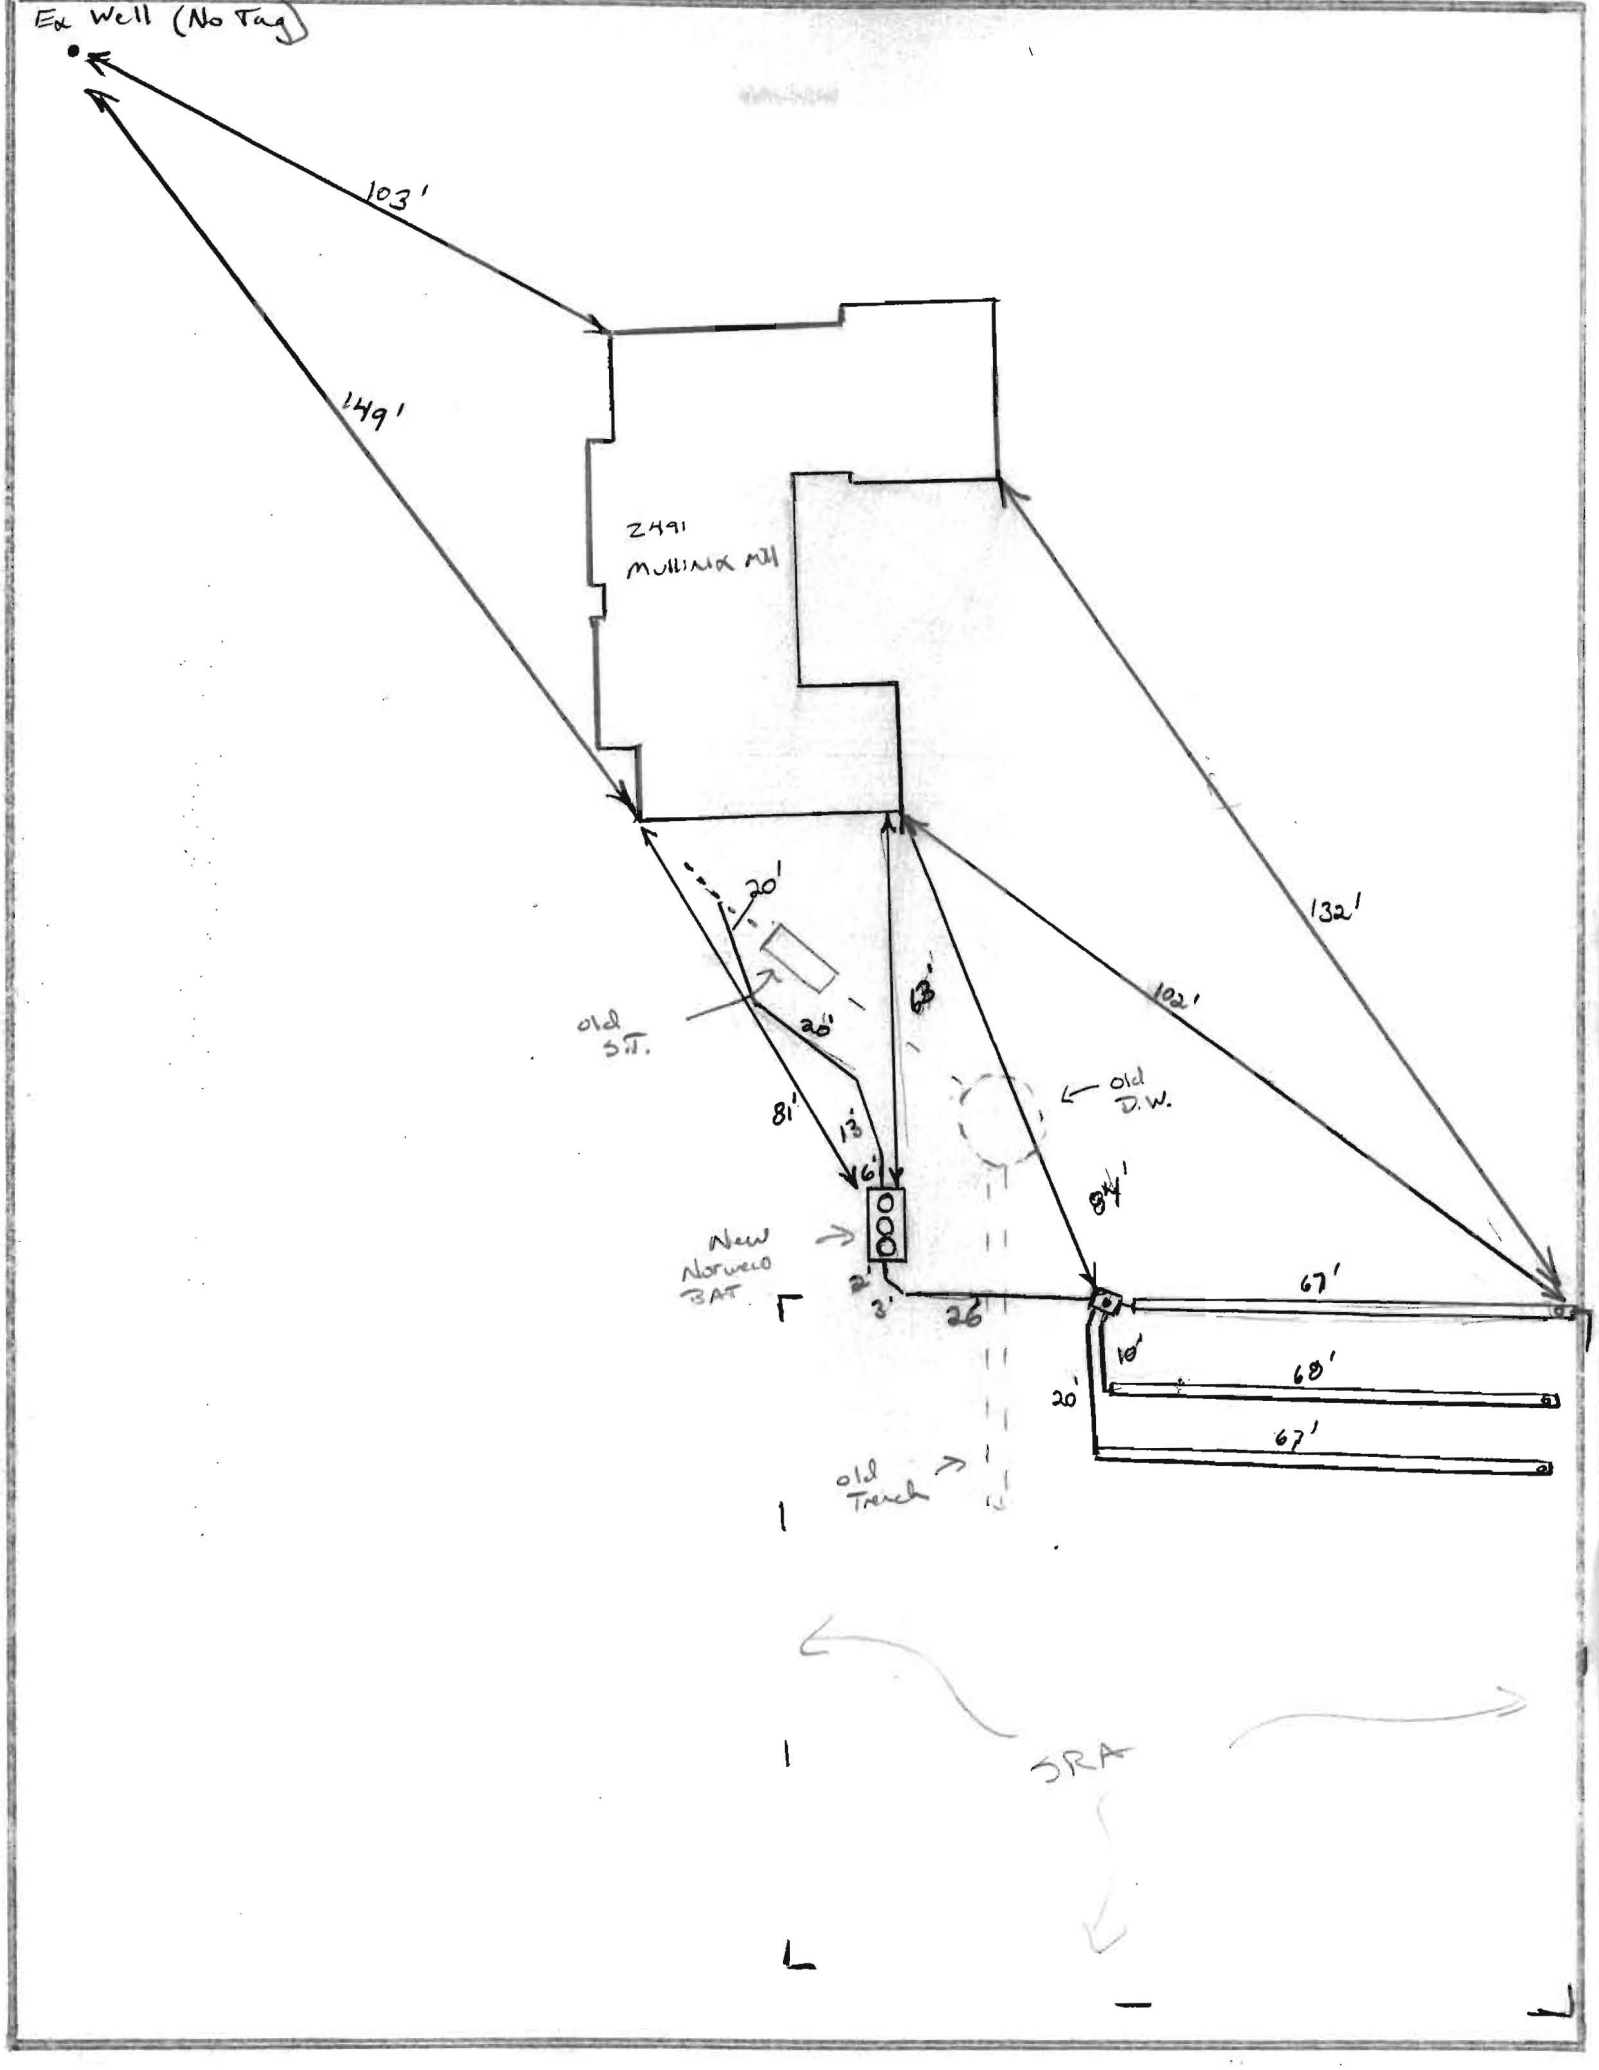 Ex Well (No Tag)
103'
149'
2491
Mullinix Mill
132'
20'
102'
63'
old
S.T.
20'
old
D.W.
81'
13'
6'
84'
New
Norweco
BAT
2'
3'
26'
67'
10'
68'
20'
67'
old
Trench
SRA